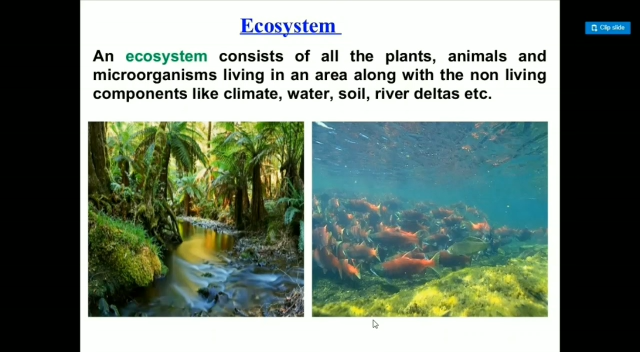 Ecosystem
Clip slide
An ecosystem consists of all the plants, animals and
microorganisms living in an area along with the non living
components like climate, water, soil, river deltas etc.